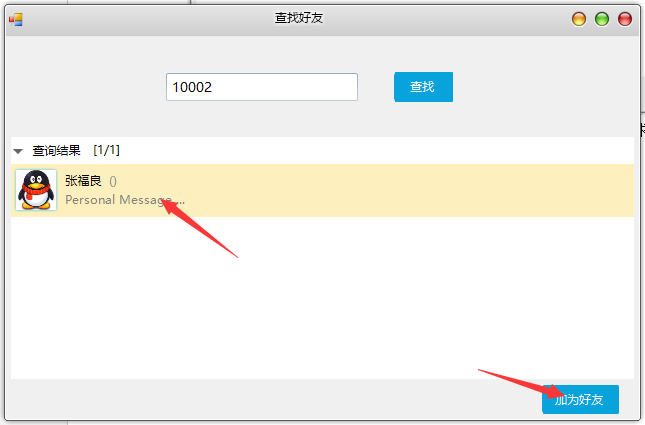 查找好友
10002
查找
查询结果 [1/1]
张福良 ()
Personal Message ...
加为好友